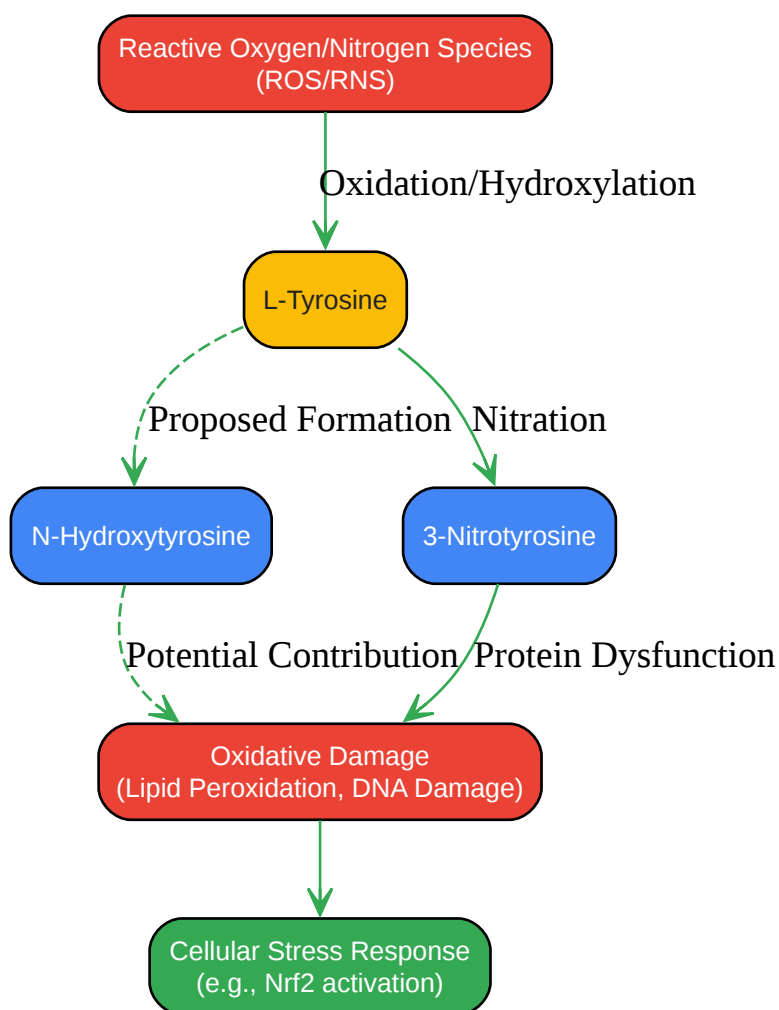 Reactive Oxygen/Nitrogen Species
(ROS/RNS)
Oxidation/Hydroxylation
L-Tyrosine
Proposed Formation
Nitration
N-Hydroxytyrosine
3-Nitrotyrosine
Potential Contribution
Protein Dysfunction
Oxidative Damage
(Lipid Peroxidation, DNA Damage)
Cellular Stress Response
(e.g., Nrf2 activation)